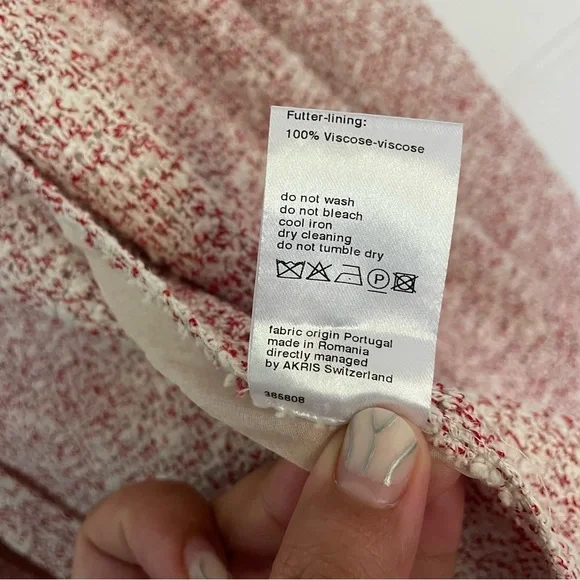 Futter-lining:
100% Viscose-viscose
do not wash
do not bleach
cool iron
dry cleaning
do not tumble dry
P
fabric origin Portugal
made in Romania
directly managed
by AKRIS Switzerland
385808